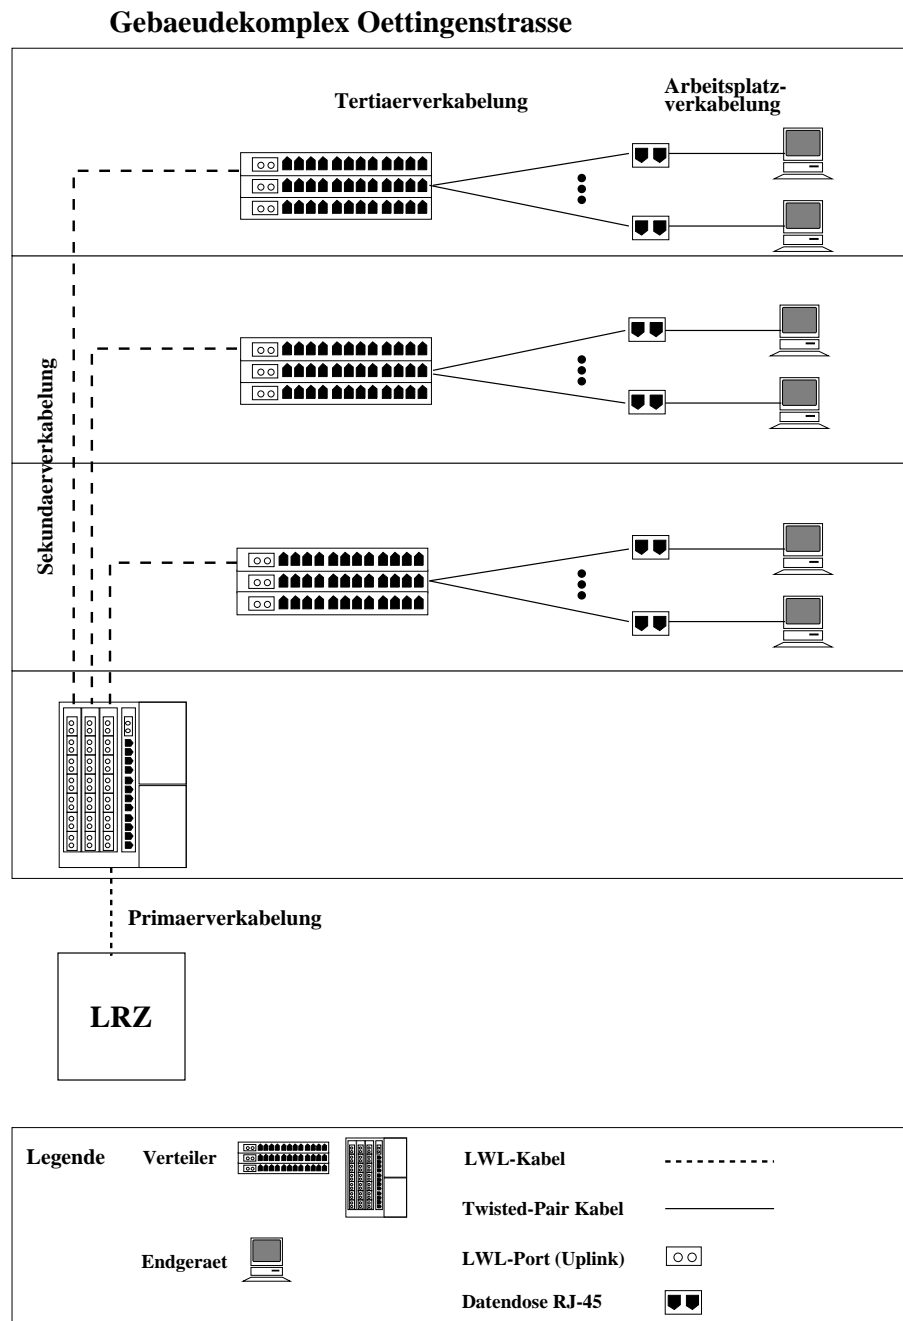 Gebaeudekomplex Oettingenstrasse
Tertiaerverkabelung
Arbeitsplatz-
verkabelung
Sekundaerverkabelung
Primaerverkabelung
LRZ
Legende
Verteiler
LWL-Kabel
Twisted-Pair Kabel
Endgeraet
LWL-Port (Uplink)
Datendose RJ-45